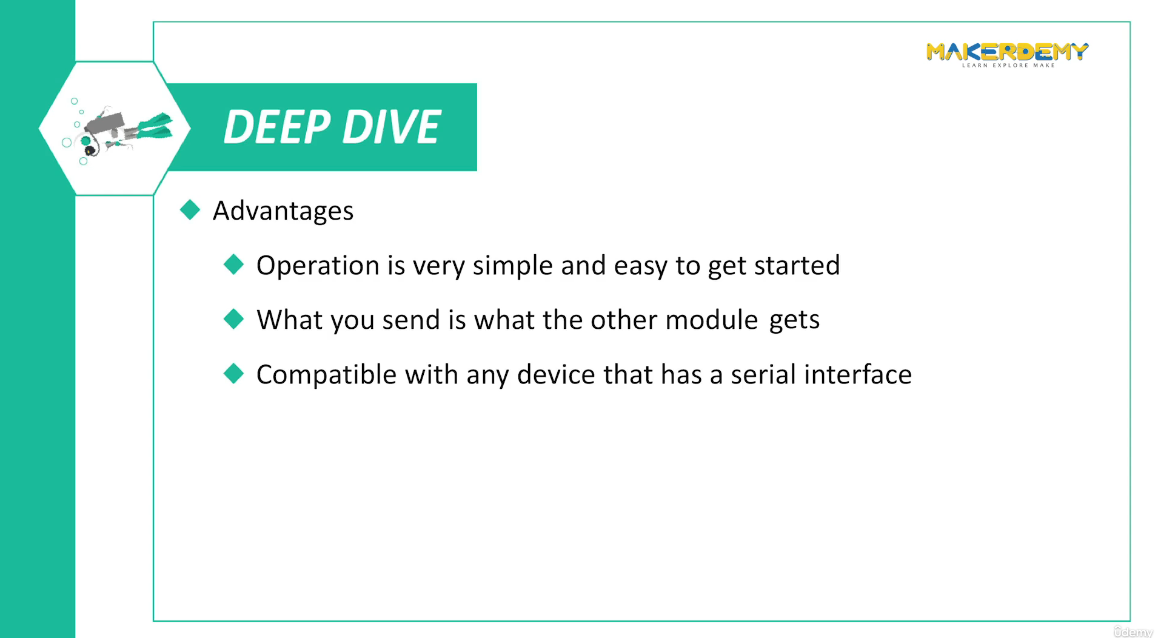 MAKERDEMY
LEARN EXPLORE MAKE
DEEP DIVE
Advantages
Operation is very simple and easy to get started
What you send is what the other module gets
Compatible with any device that has a serial interface
ûdemy